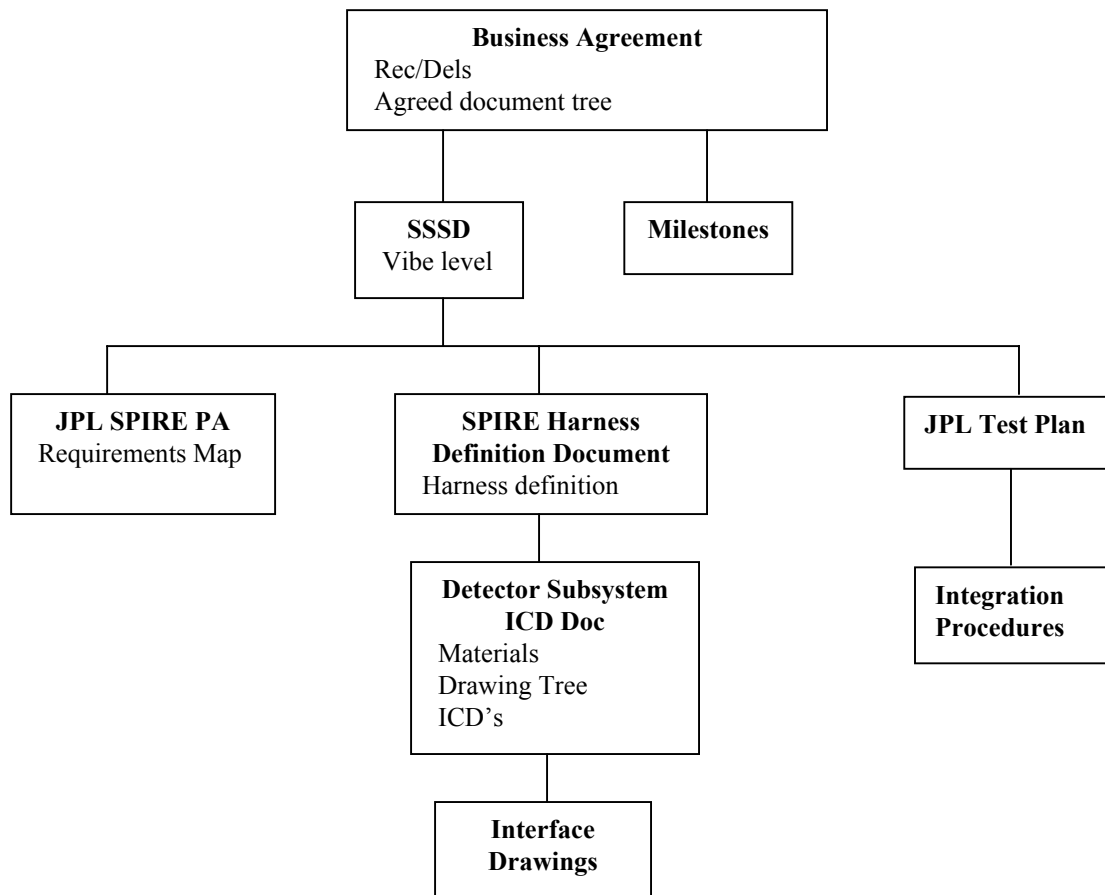 Business Agreement
Rec/Dels
Agreed document tree
SSSD
Vibe level
Milestones
JPL SPIRE PA
Requirements Map
SPIRE Harness
Definition Document
Harness definition
JPL Test Plan
Detector Subsystem
ICD Doc
Materials
Drawing Tree
ICD’s
Integration
Procedures
Interface
Drawings